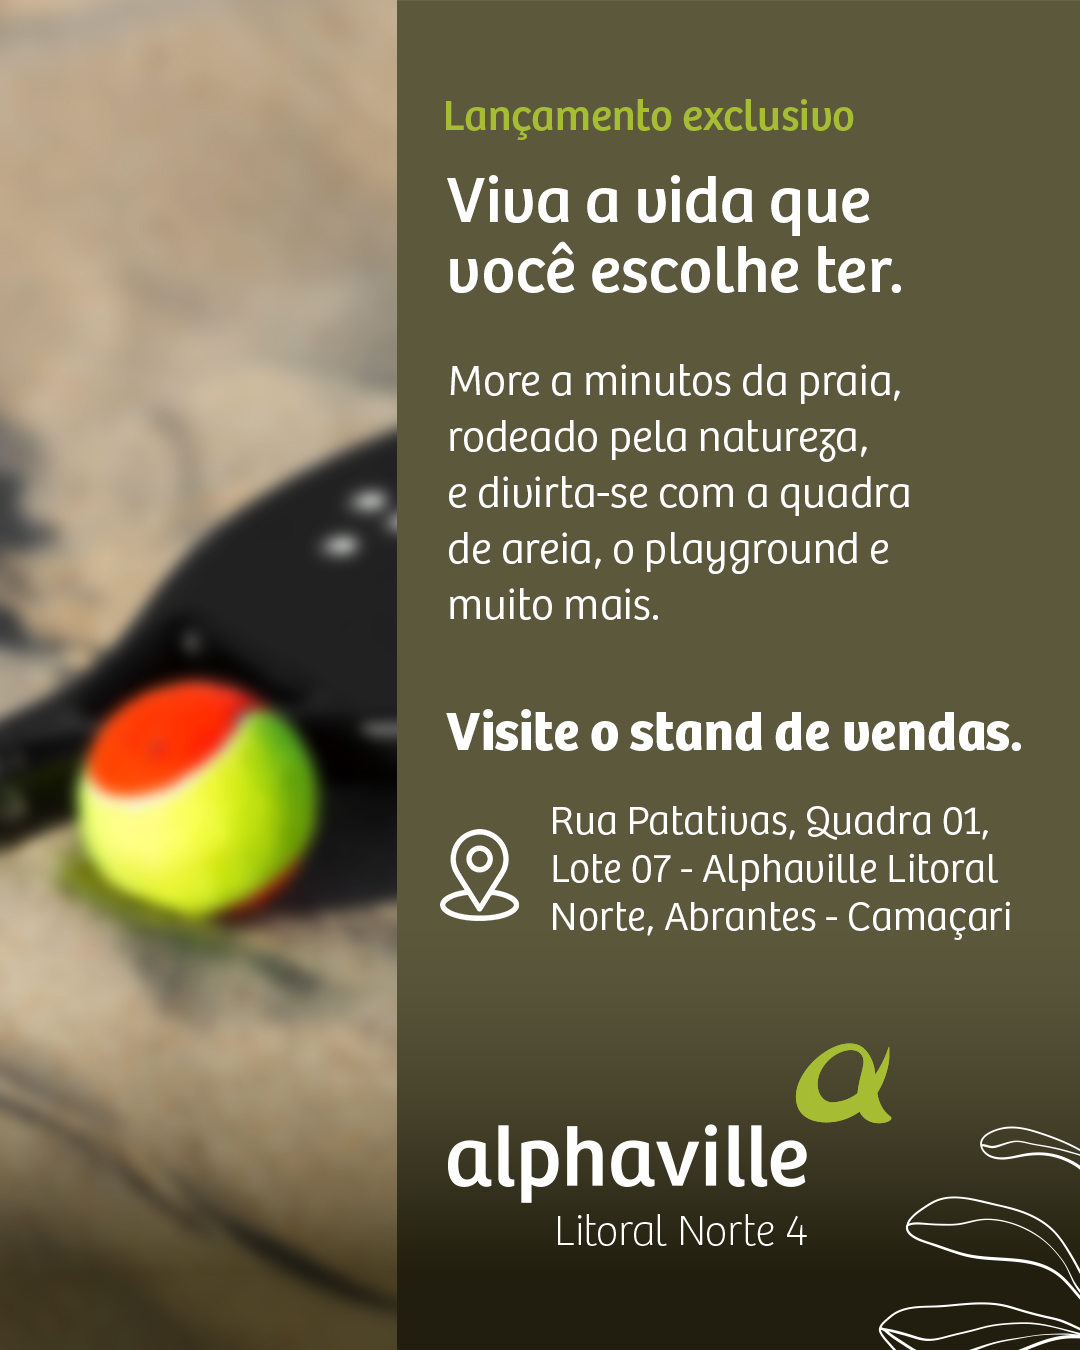 Lançamento exclusivo
Viva a vida que
você escolhe ter.
More a minutos da praia,
rodeado pela natureza,
e divirta-se com a quadra
de areia, o playground e
muito mais.
Visite o stand de vendas.
Rua Patativas, Quadra 01,
Lote 07 - Alphaville Litoral
Norte, Abrantes - Camaçari
alphaville
Litoral Norte 4